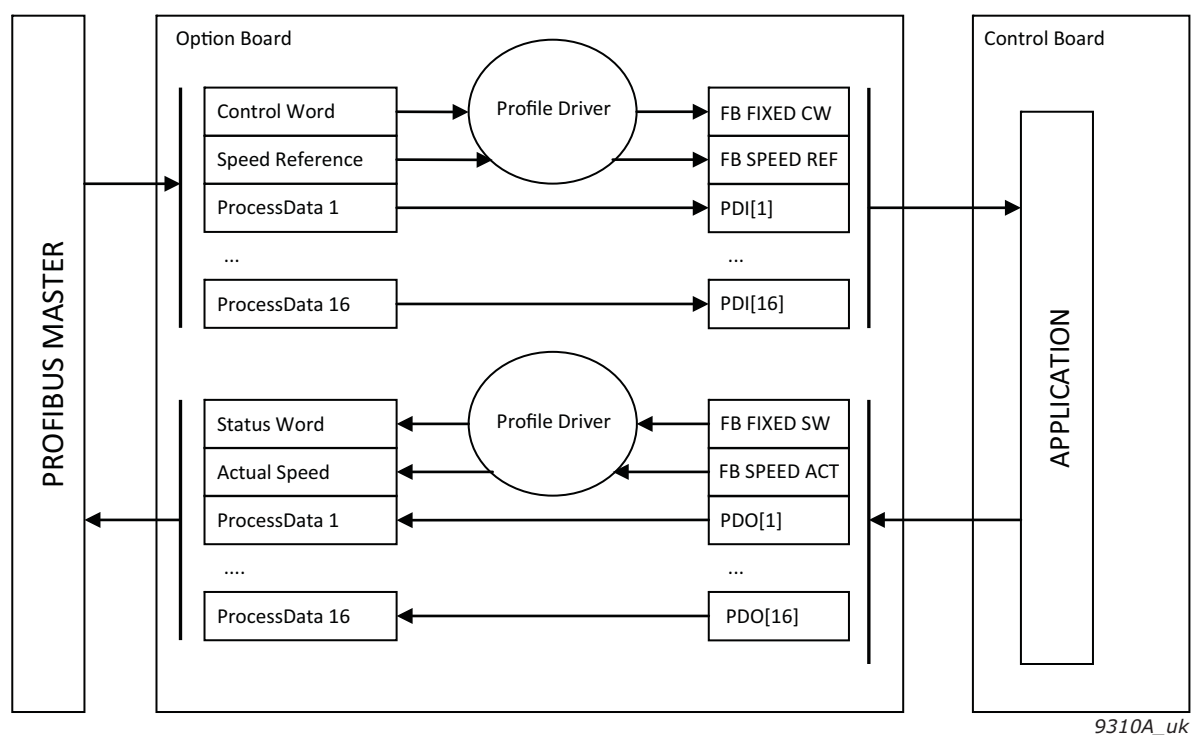 Option Board
Control Board
Control Word
Profile Driver
FB FIXED CW
Speed Reference
FB SPEED REF
ProcessData 1
PDI[1]
...
...
ProcessData 16
PDI[16]
PROFIBUS MASTER
APPLICATION
Status Word
Profile Driver
FB FIXED SW
Actual Speed
FB SPEED ACT
ProcessData 1
PDO[1]
....
...
ProcessData 16
PDO[16]
9310A_uk